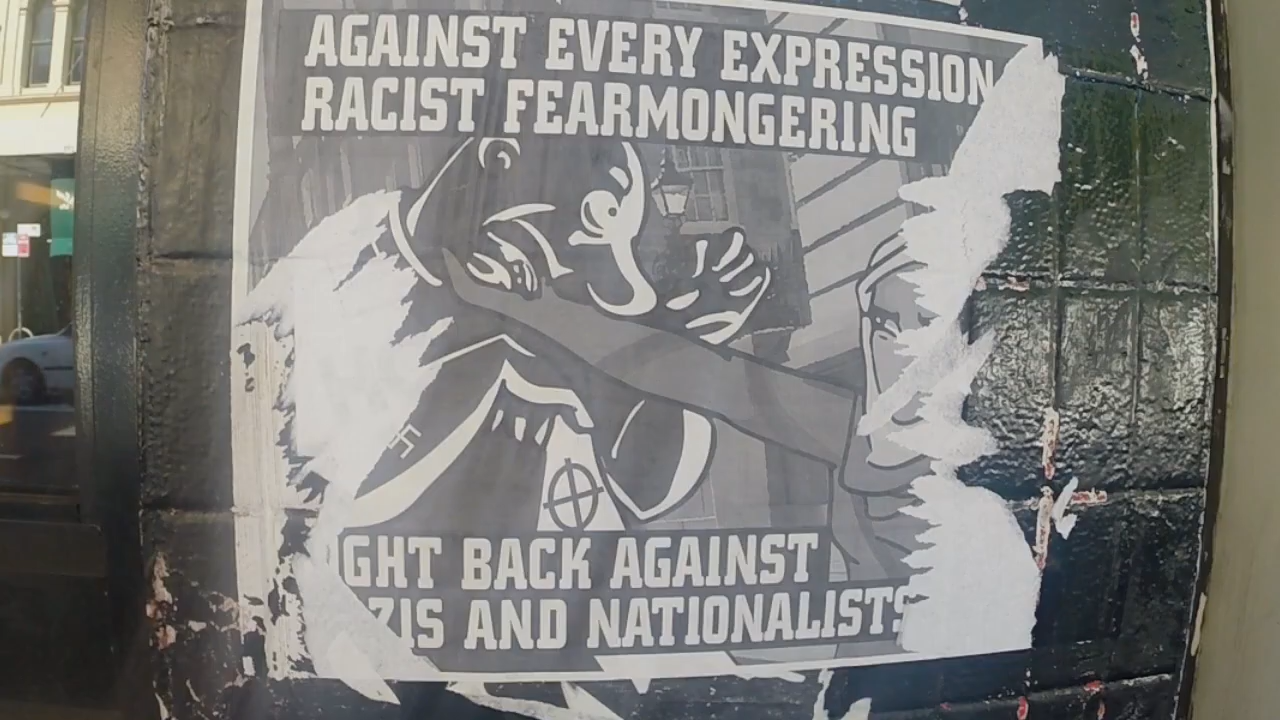 AGAINST EVERY EXPRESSION
RACIST FEARMONGERING
GHT BACK AGAINST
ZIS AND NATIONALISTS